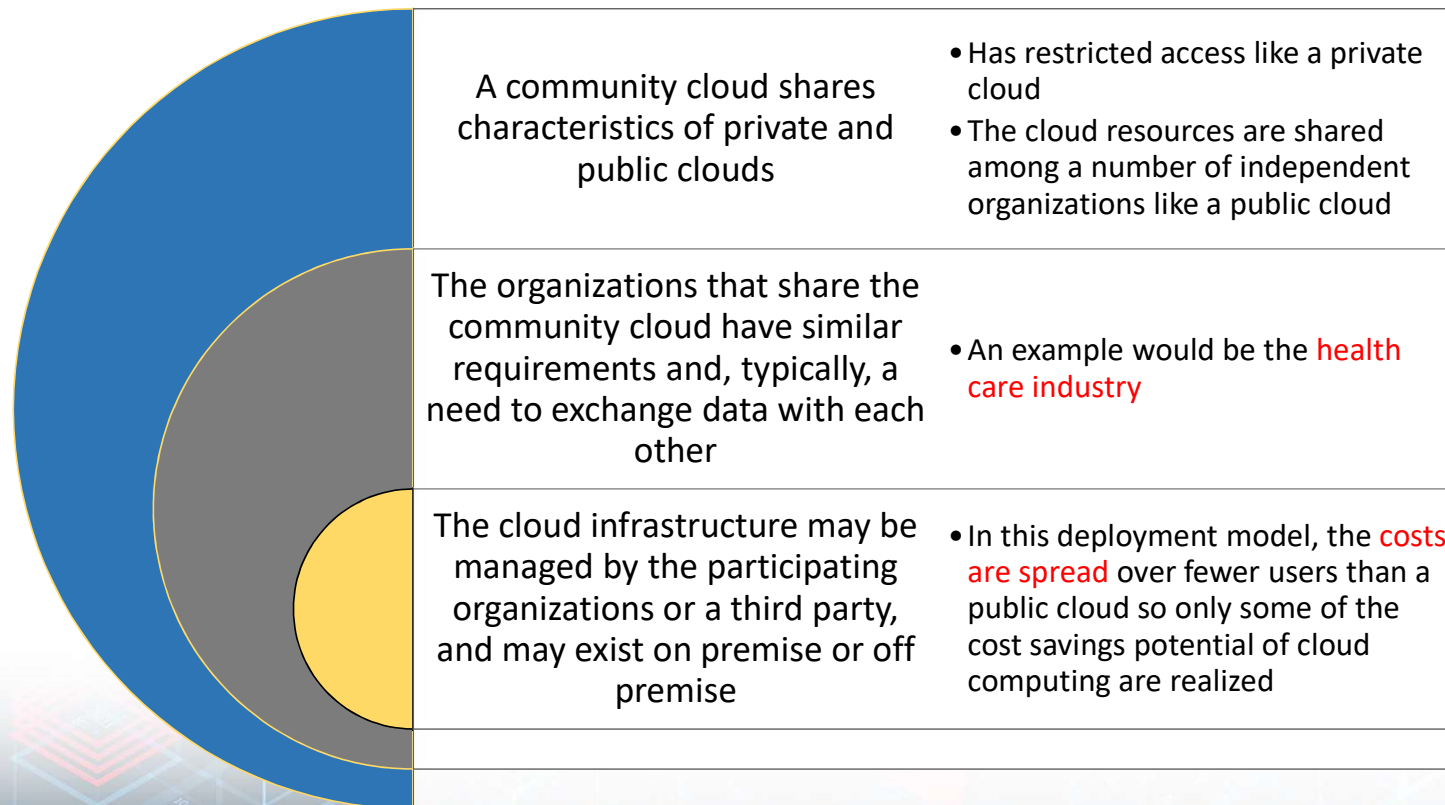 A community cloud shares
characteristics of private and
public clouds
•Has restricted access like a private
cloud
•The cloud resources are shared
among a number of independent
organizations like a public cloud
The organizations that share the
community cloud have similar
requirements and, typically, a
need to exchange data with each
other
•An example would be the health
care industry
The cloud infrastructure may be
managed by the participating
organizations or a third party,
and may exist on premise or off
premise
•In this deployment model, the costs
are spread over fewer users than a
public cloud so only some of the
cost savings potential of cloud
computing are realized